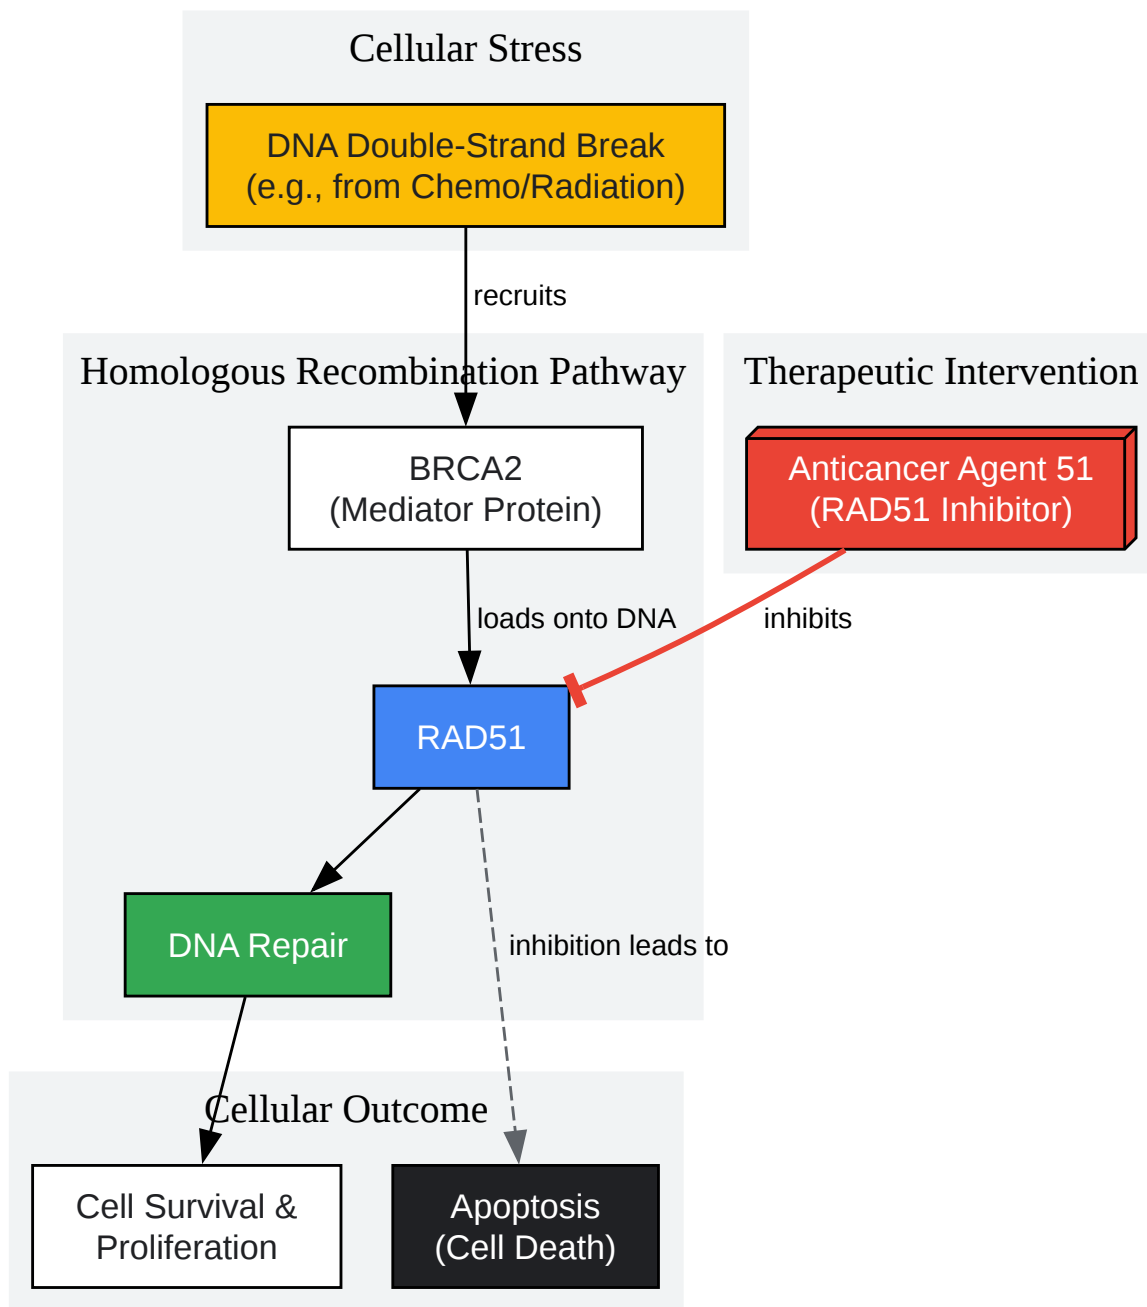 Cellular Stress
DNA Double-Strand Break
(e.g., from Chemo/Radiation)
recruits
Homologous Recombination Pathway
BRCA2
(Mediator Protein)
Therapeutic Intervention
Anticancer Agent 51
(RAD51 Inhibitor)
loads onto DNA
inhibits
RAD51
DNA Repair
inhibition leads to
Cellular Outcome
Cell Survival &
Proliferation
Apoptosis
(Cell Death)